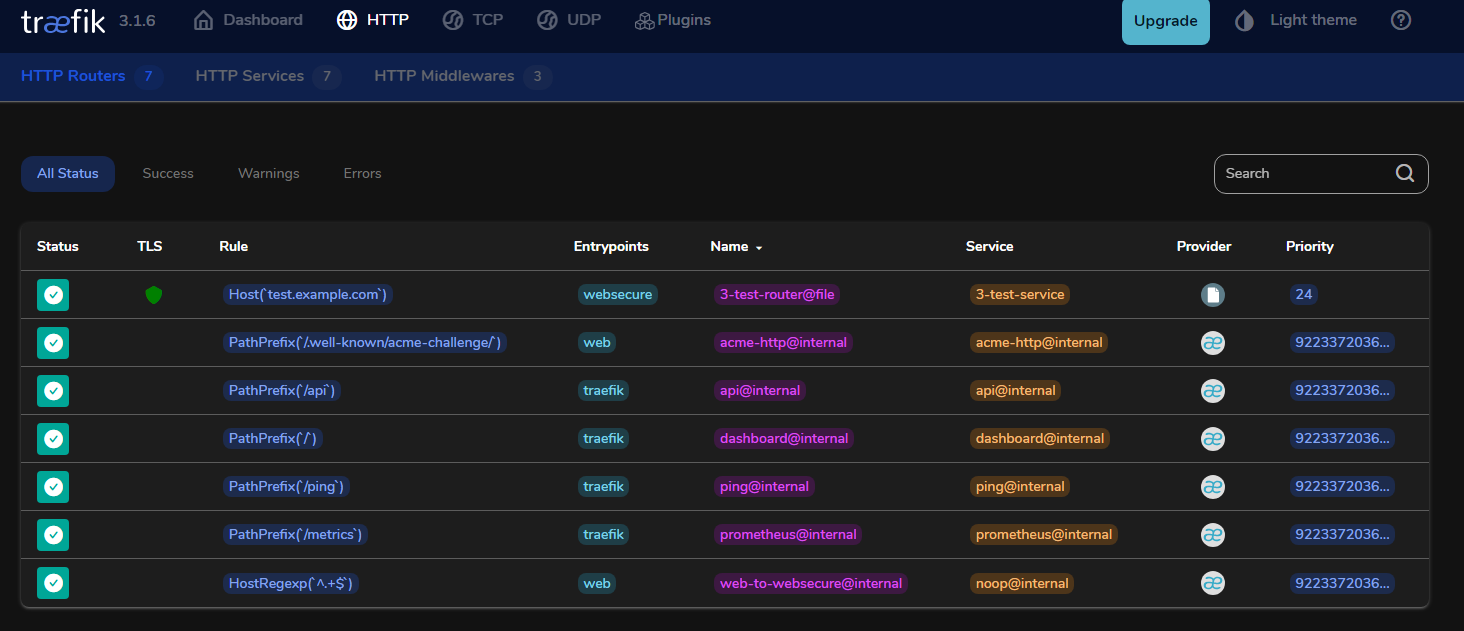 træfik 3.1.6 Dashboard HTTP TCP UDP Plugins Upgrade Light theme
HTTP Routers 7 HTTP Services 7 HTTP Middlewares 3
All Status Success Warnings Errors Search
Status TLS Rule Entrypoints Name Service Provider Priority
Host(`test.example.com`) websecure 3-test-router@file 3-test-service 24
PathPrefix(`/.well-known/acme-challenge/`) web acme-http@internal acme-http@internal 9223372036...
PathPrefix(`/api`) traefik api@internal api@internal 9223372036...
PathPrefix(`/`) traefik dashboard@internal dashboard@internal 9223372036...
PathPrefix(`/ping`) traefik ping@internal ping@internal 9223372036...
PathPrefix(`/metrics`) traefik prometheus@internal prometheus@internal 9223372036...
HostRegexp(`^.+$`) web web-to-websecure@internal noop@internal 9223372036...